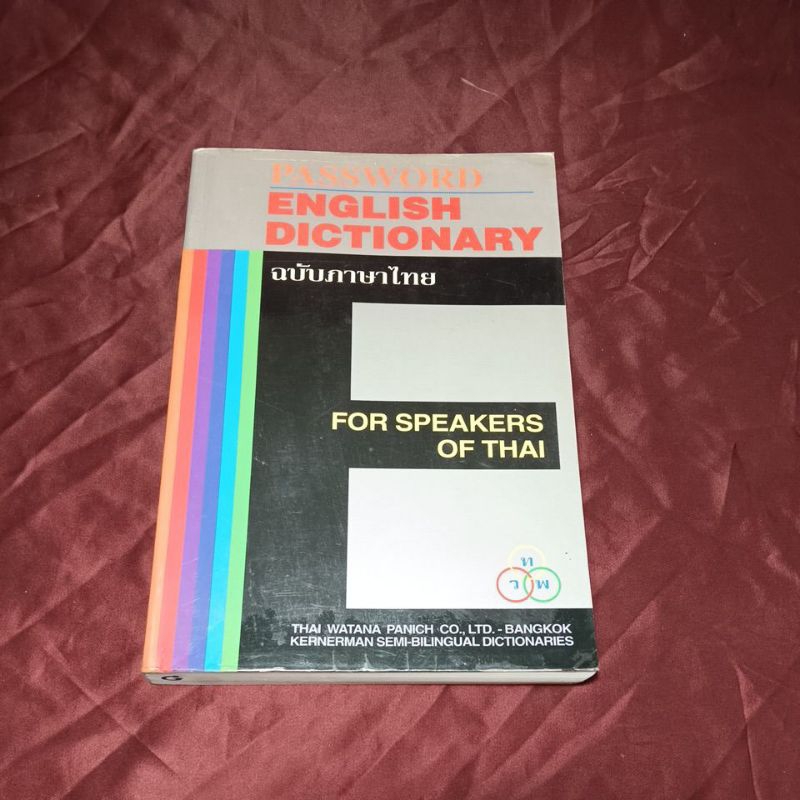 PASSWORD
ENGLISH
DICTIONARY
ฉบับภาษาไทย
FOR SPEAKERS
OF THAI
ท
ว พ
THAI WATANA PANICH CO., LTD. - BANGKOK
KERNERMAN SEMI-BILINGUAL DICTIONARIES